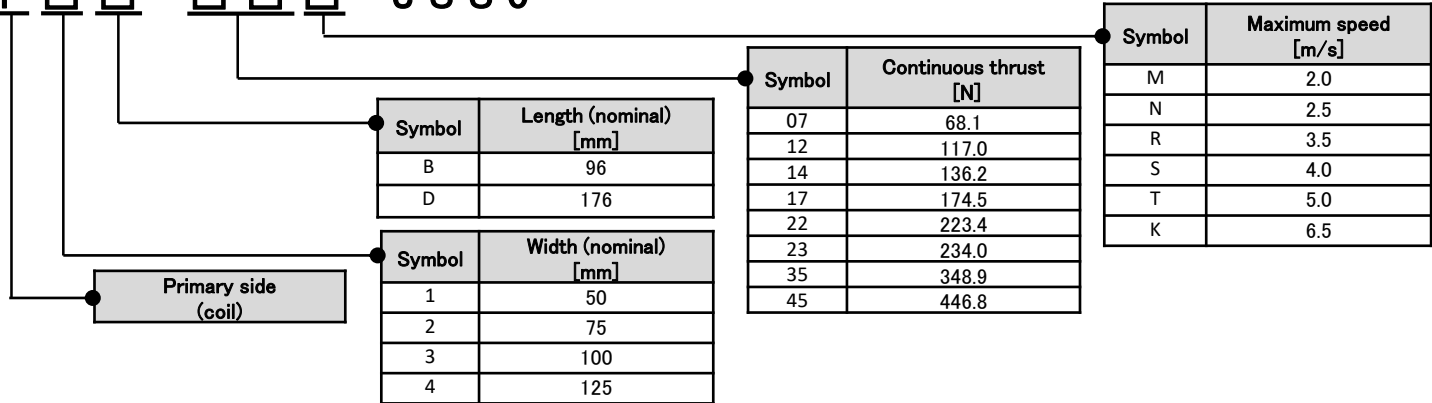 Symbol Maximum speed
[m/s]
M 2.0
N 2.5
R 3.5
S 4.0
T 5.0
K 6.5
Symbol Continuous thrust
[N]
07 68.1
12 117.0
14 136.2
17 174.5
22 223.4
23 234.0
35 348.9
45 446.8
Symbol Length (nominal)
[mm]
B 96
D 176
Symbol Width (nominal)
[mm]
1 50
2 75
3 100
4 125
Primary side
(coil)